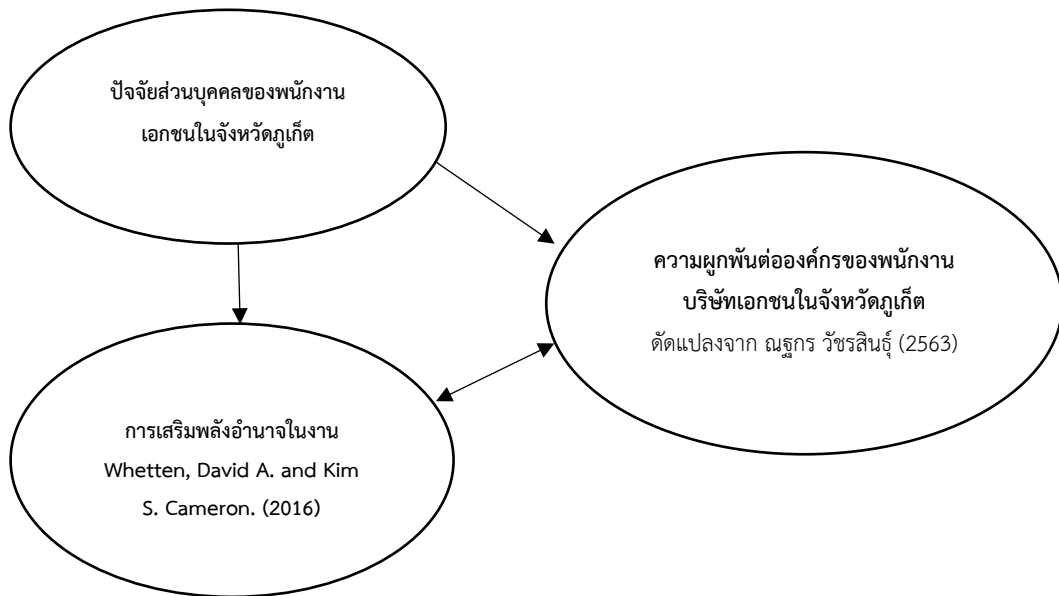 ปัจจัยส่วนบุคคลของพนักงาน
เอกชนในจังหวัดภูเก็ต
ความผูกพันต่อองค์กรของพนักงาน
บริษัทเอกชนในจังหวัดภูเก็ต
ดัดแปลงจาก ณฐกร วัชรสินธุ์ (2563)
การเสริมพลังอำนาจในงาน
Whetten, David A. and Kim
S. Cameron. (2016)